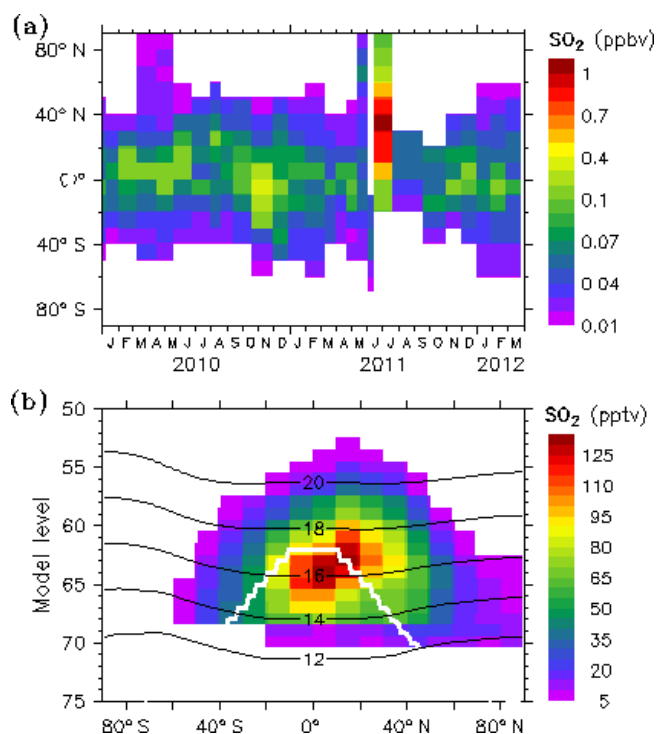 (a)
SO2 (ppbv)
80° N
40° N
0°
40° S
80° S
1
0.7
0.4
0.1
0.07
0 04
0.01
J F M A M J J A S O N D J F M A M J J A S O N D J F M
2010 2011 2012
(b)
SO2 (pptv)
Model level
50
55
60
65
70
75
20
18
16
14
12
125
110
95
80
65
50
35
20
5
80° S 40° S 0° 40° N 80° N